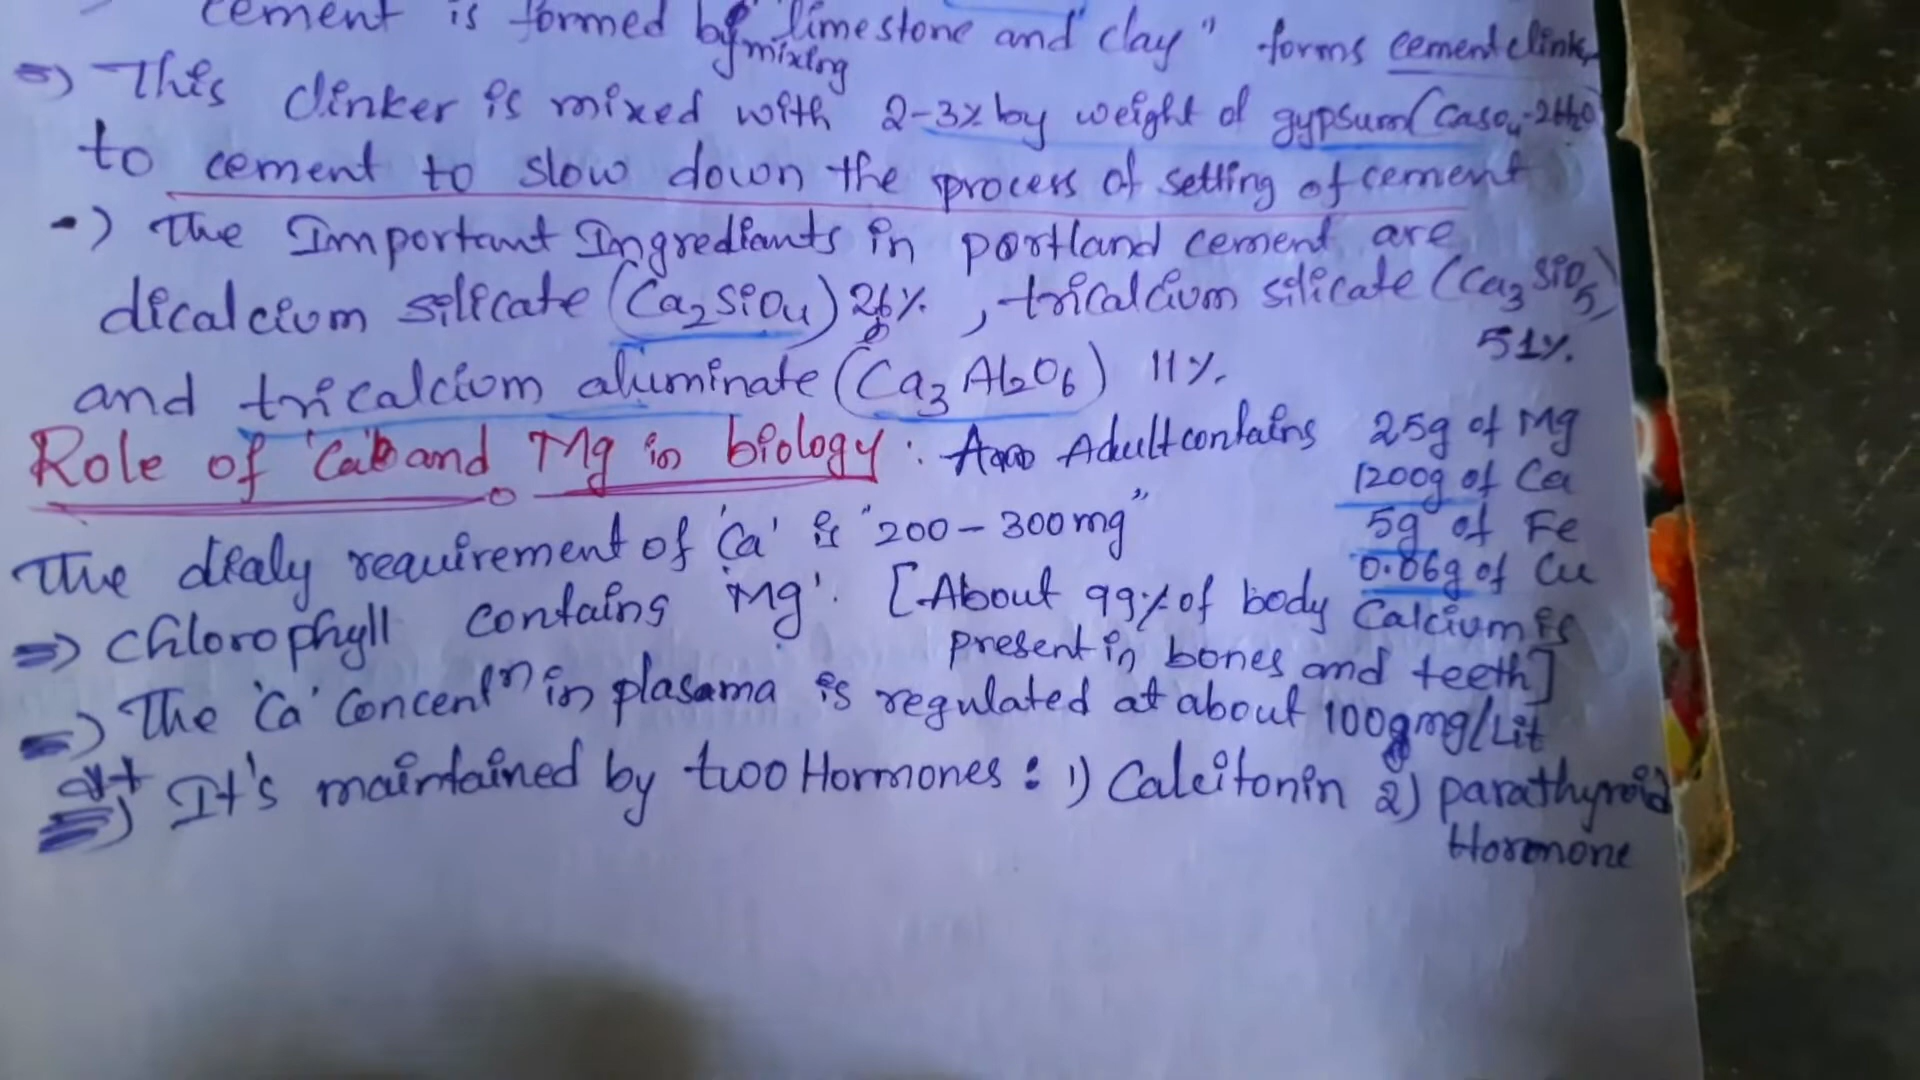 cement is formed by mixing "limestone and clay" forms cement clinker
=> This clinker is mixed with 2-3% by weight of gypsum (CaSO4·2H2O)
to cement to slow down the process of setting of cement
-) The Important Ingrediants in portland cement are
dicalcium silicate (Ca2SiO4) 26%, tricalcium silicate (Ca3SiO5)
51%.
and tricalcium aluminate (Ca3Al2O6) 11%.
Role of 'Ca' and Mg in biology : Adult contains 25g of Mg
1200g of Ca
5g of Fe
0.06g of Cu
The dialy requirement of 'Ca' is "200-300mg"
=> Chlorophyll contains 'Mg'. [About 99% of body Calcium is
present in bones and teeth]
=> The 'Ca' Concentn in plasama is regulated at about 100mg/Lit
=> It's maintained by two Hormones : 1) Calcitonin 2) parathyroid
Hormone